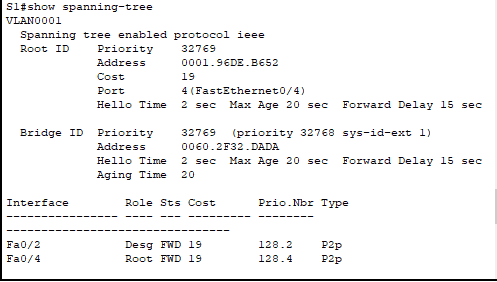 S1#show spanning-tree
VLAN0001
Spanning tree enabled protocol ieee
Root ID Priority 32769
Address 0001.96DE.B652
Cost 19
Port 4(FastEthernet0/4)
Hello Time 2 sec Max Age 20 sec Forward Delay 15 sec
Bridge ID Priority 32769 (priority 32768 sys-id-ext 1)
Address 0060.2F32.DADA
Hello Time 2 sec Max Age 20 sec Forward Delay 15 sec
Aging Time 20
Interface Role Sts Cost Prio.Nbr Type
---------------- ---- --- --------- -------- 
--------------------------------
Fa0/2 Desg FWD 19 128.2 P2p
Fa0/4 Root FWD 19 128.4 P2p